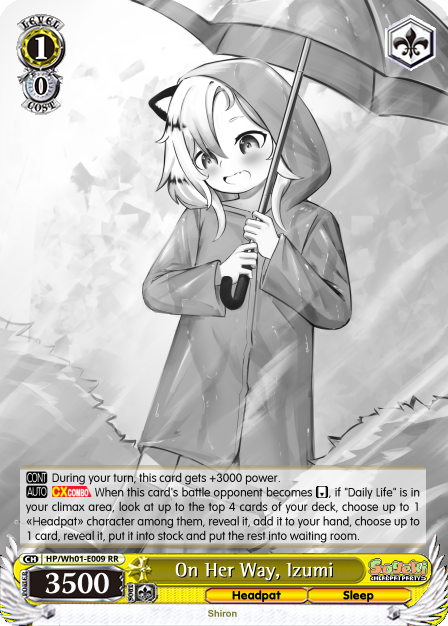 LEVEL
1
0
COST
CONT During your turn, this card gets +3000 power.
AUTO CXCOMBO When this card's battle opponent becomes [ ], if "Daily Life" is in
your climax area, look at up to the top 4 cards of your deck, choose up to 1
«Headpat» character among them, reveal it, add it to your hand, choose up to
1 card, reveal it, put it into stock and put the rest into waiting room.
CH HP/Wh01-E009 RR
POWER 3500 SOUL
On Her Way, Izumi
HEADPATPARTYS
Headpat Sleep
Shiron